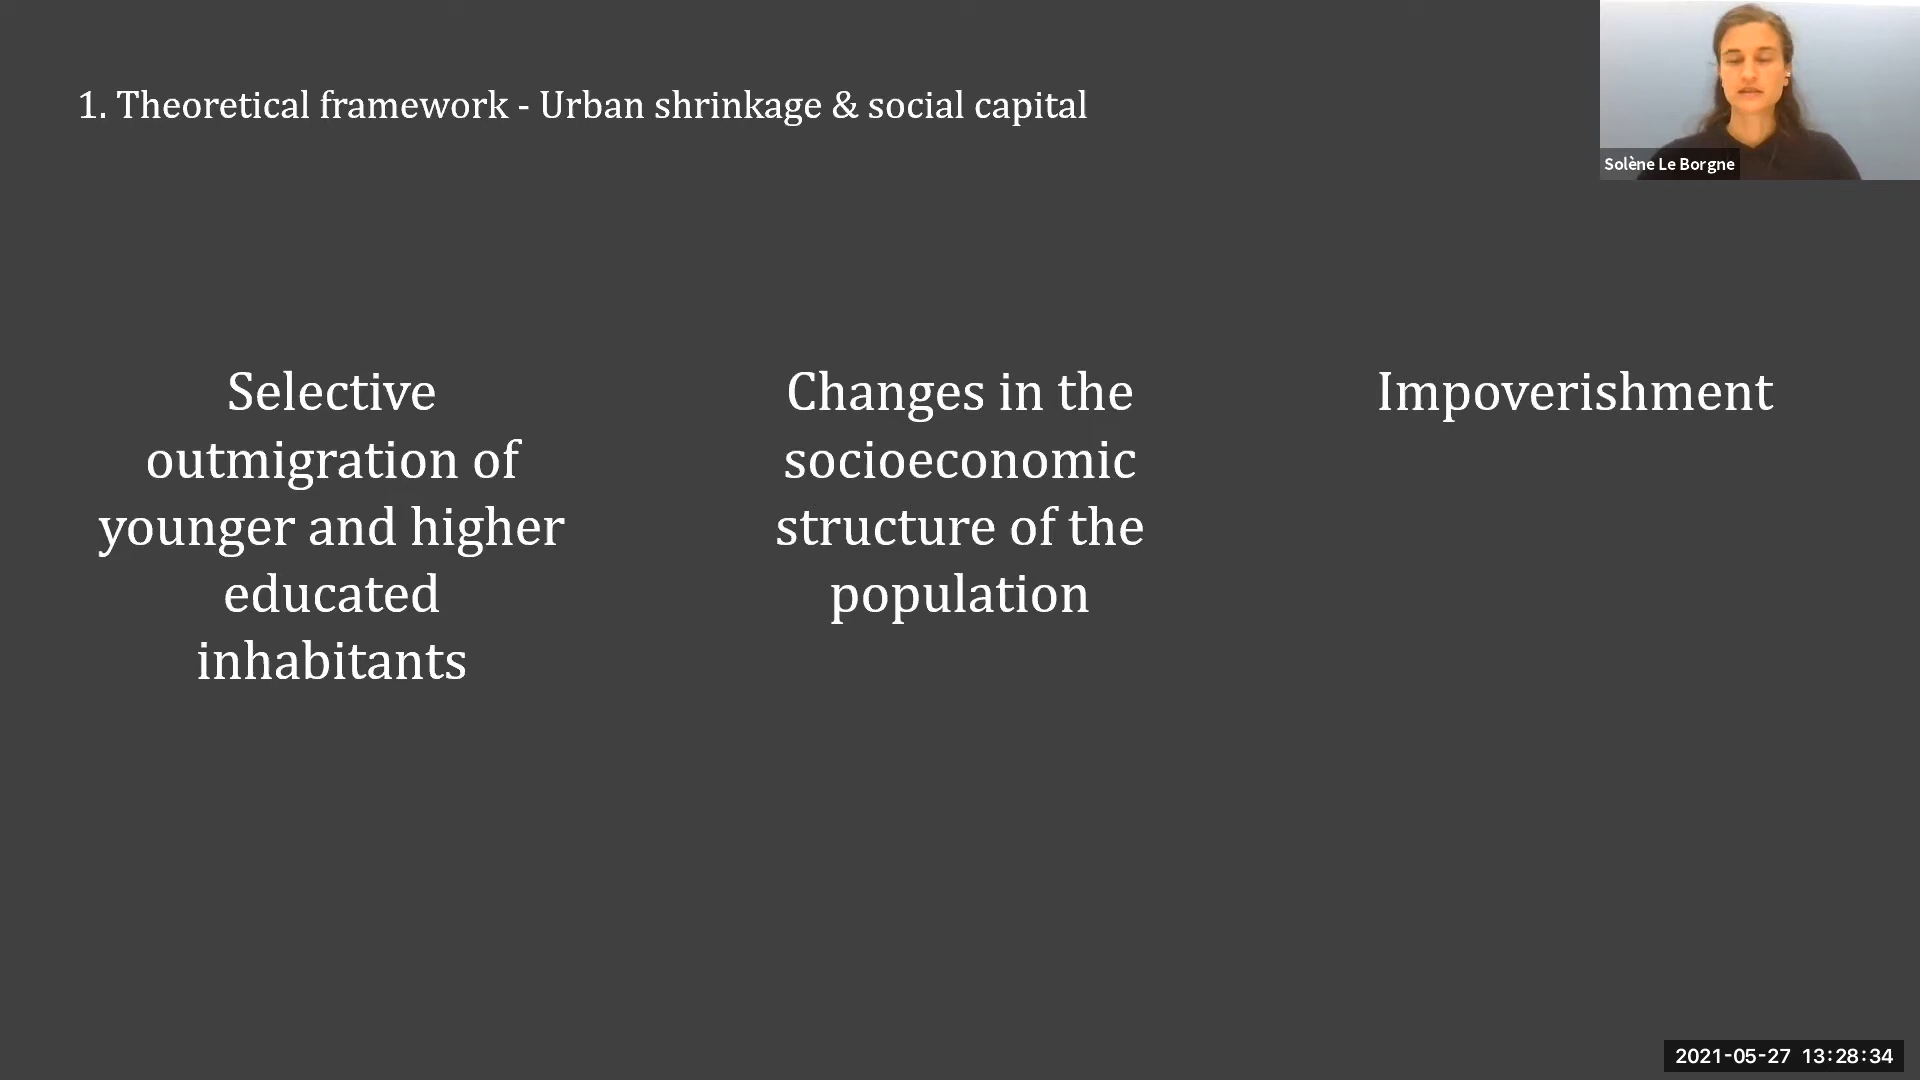 1. Theoretical framework - Urban shrinkage & social capital
Solène Le Borgne
Selective
outmigration of
younger and higher
educated
inhabitants
Changes in the
socioeconomic
structure of the
population
Impoverishment
2021-05-27 13:28:34